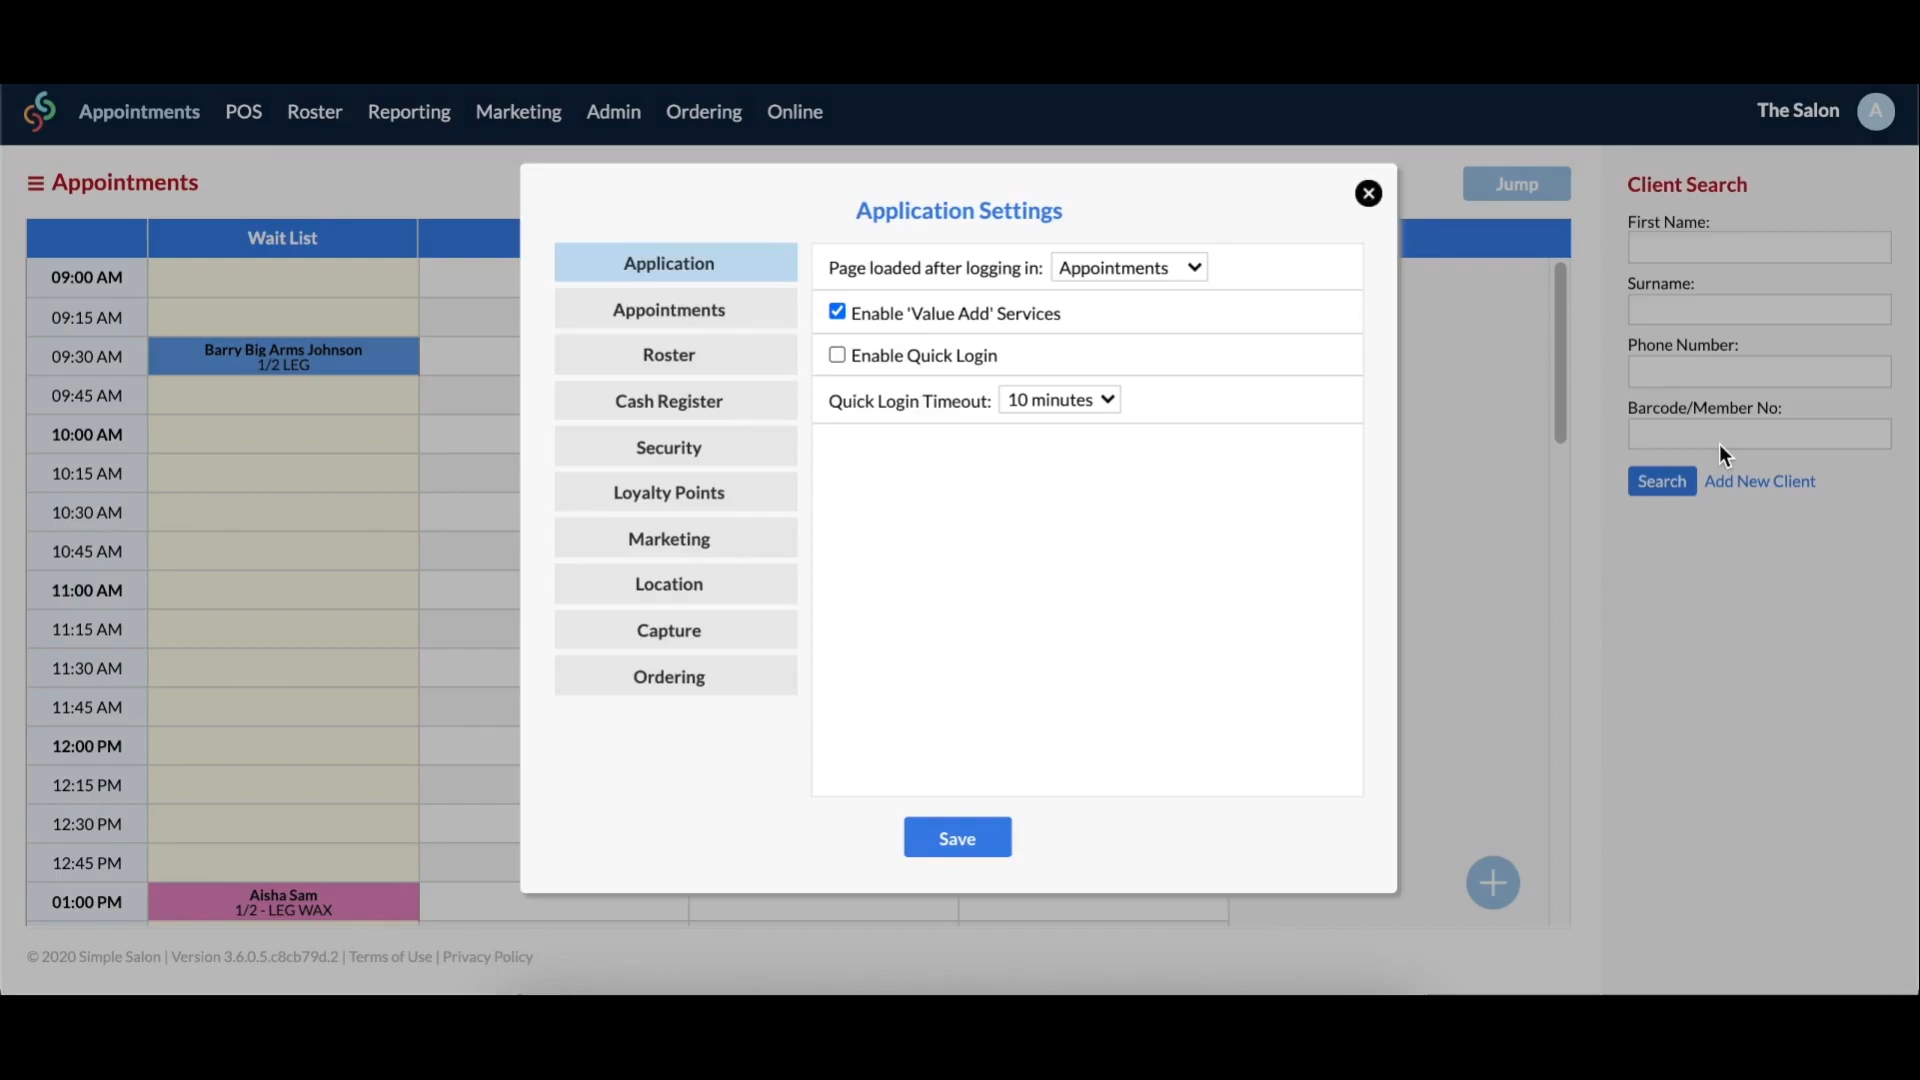 Appointments POS Roster Reporting Marketing Admin Ordering Online
The Salon A
Appointments
Jump
Wait List
09:00 AM
09:15 AM
09:30 AM
Barry Big Arms Johnson
1/2 LEG
09:45 AM
10:00 AM
10:15 AM
10:30 AM
10:45 AM
11:00 AM
11:15 AM
11:30 AM
11:45 AM
12:00 PM
12:15 PM
12:30 PM
12:45 PM
01:00 PM
Aisha Sam
1/2 - LEG WAX
Application Settings
Application
Appointments
Roster
Cash Register
Security
Loyalty Points
Marketing
Location
Capture
Ordering
Page loaded after logging in: Appointments
Enable 'Value Add' Services
Enable Quick Login
Quick Login Timeout: 10 minutes
Save
Client Search
First Name:
Surname:
Phone Number:
Barcode/Member No:
Search Add New Client
© 2020 Simple Salon | Version 3.6.0.5.c8cb79d.2 | Terms of Use | Privacy Policy